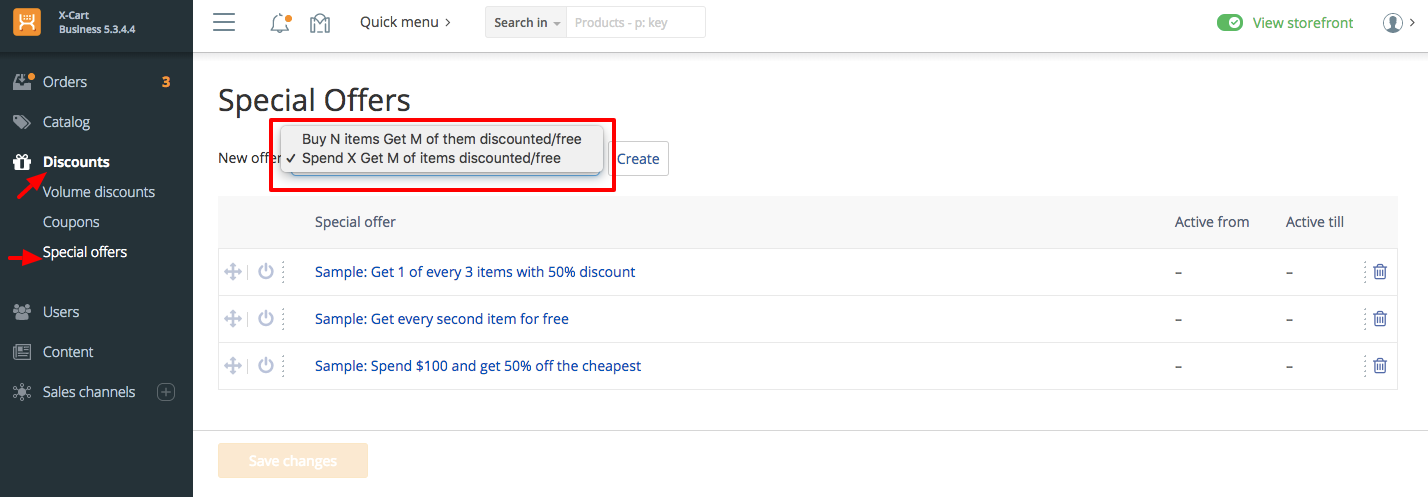 X-Cart
Business 5.3.4.4
Quick menu
Search in
Products - p: key
View storefront
Orders 3
Catalog
Discounts
Volume discounts
Coupons
Special offers
Users
Content
Sales channels
Special Offers
Buy N items Get M of them discounted/free
New offer
✓ Spend X Get M of items discounted/free
Create
Special offer Active from Active till
Sample: Get 1 of every 3 items with 50% discount – –
Sample: Get every second item for free – –
Sample: Spend $100 and get 50% off the cheapest – –
Save changes